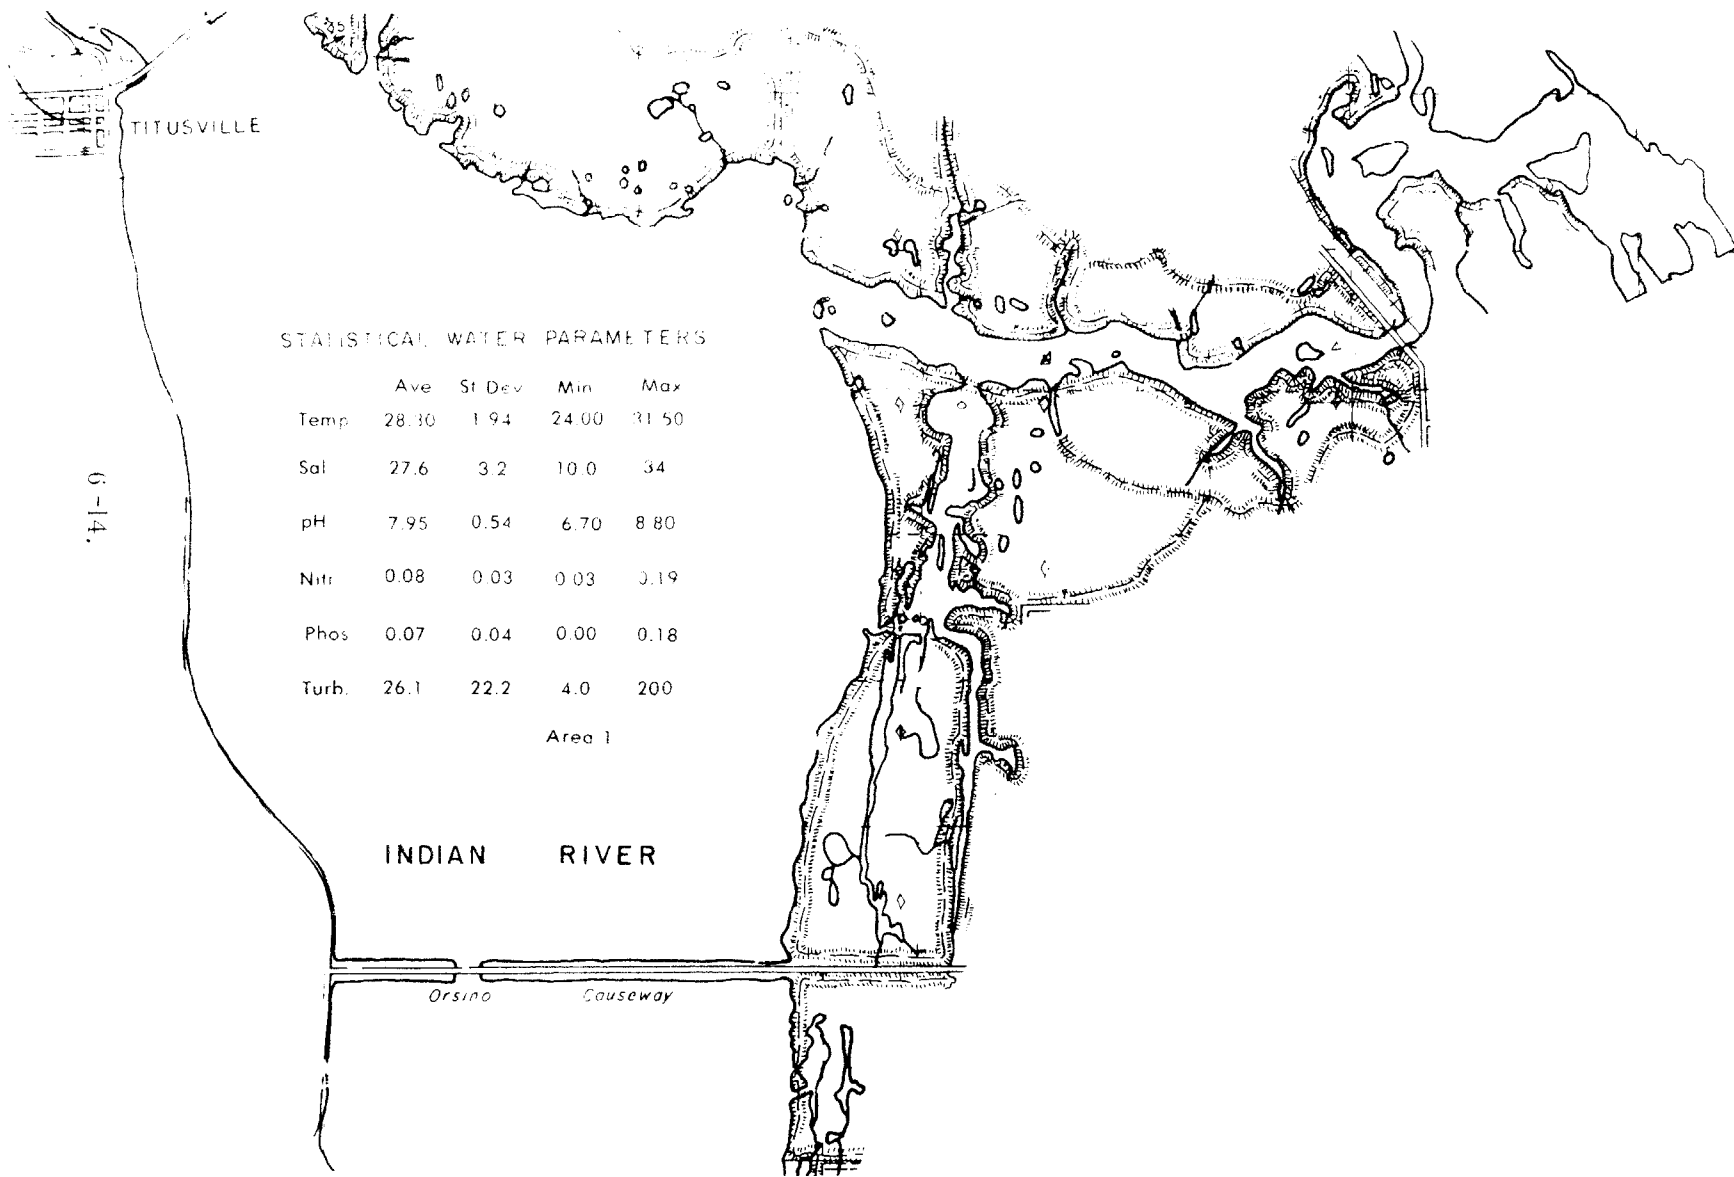 TITUSVILLE
STATISTICAL WATER PARAMETERS
Ave St Dev Min Max
Temp 28.30 1.94 24.00 31.50
Sal 27.6 3.2 10.0 34
pH 7.95 0.54 6.70 8.80
Nitr 0.08 0.03 0.03 0.19
Phos 0.07 0.04 0.00 0.18
Turb. 26.1 22.2 4.0 200
Area 1
INDIAN RIVER
Orsino Causeway
6-14.